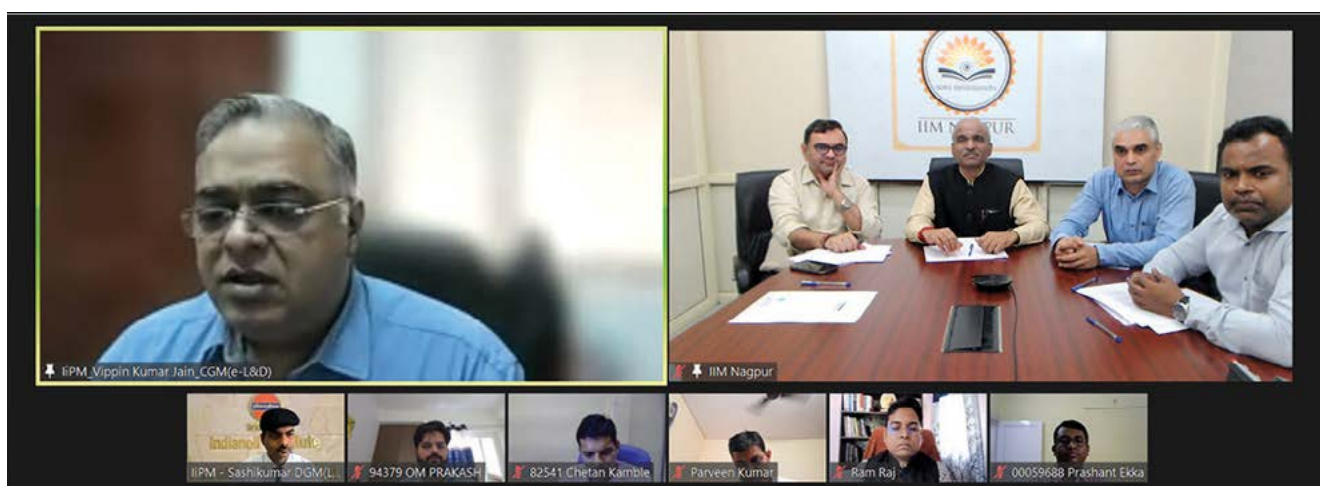 IIM NAGPUR
IiPM_Vippin Kumar Jain_CGM(e-L&D)
IIM Nagpur
IndianOil
IiPM - Sashikumar DGM(L...
94379 OM PRAKASH
82541 Chetan Kamble
Parveen Kumar
Ram Raj
00059688 Prashant Ekka